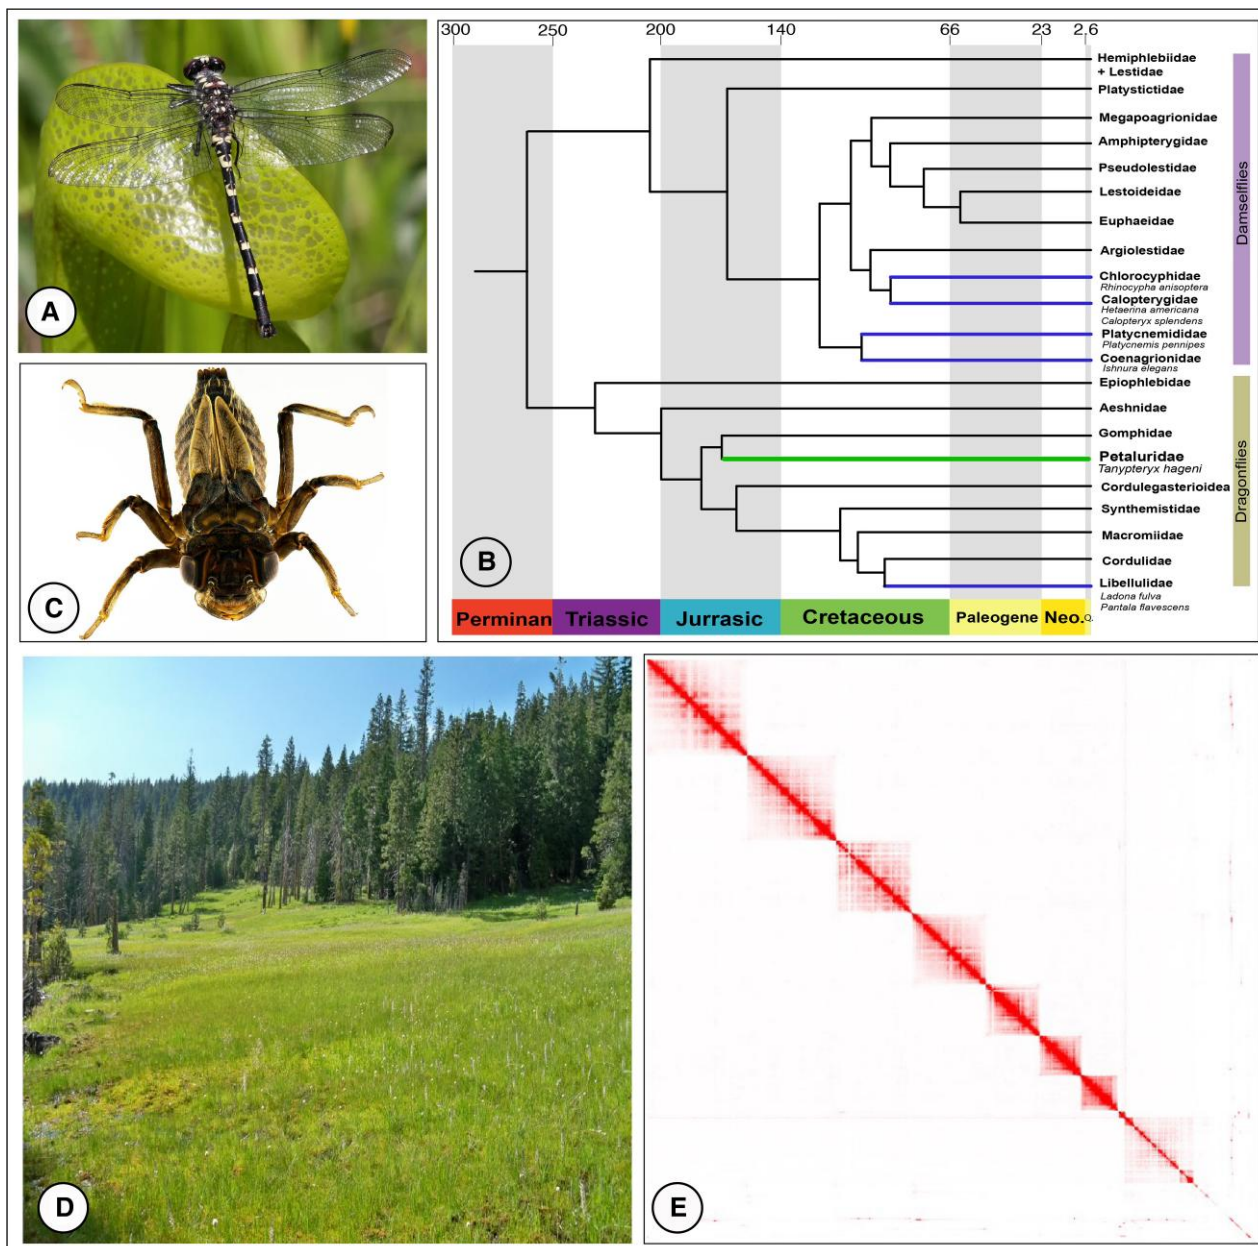 A
B
300 250 200 140 66 23 2.6
Hemiphlebiidae
+ Lestidae
Platystictidae
Megapoagrionidae
Amphipterygidae
Pseudolestidae
Lestoideidae
Euphaeidae
Argiolestidae
Chlorocyphidae
Rhinocypha anisoptera
Calopterygidae
Hetaerina americana
Calopteryx splendens
Platycnemididae
Platycnemis pennipes
Coenagrionidae
Ishnura elegans
Epiophlebidae
Aeshnidae
Gomphidae
Petaluridae
Tanypteryx hageni
Cordulegasterioidea
Synthemistidae
Macromiidae
Cordulidae
Libellulidae
Ladona fulva
Pantala flavescens
Damselflies
Dragonflies
Perminan Triassic Jurrasic Cretaceous Paleogene Neo. Q.
C
D
E